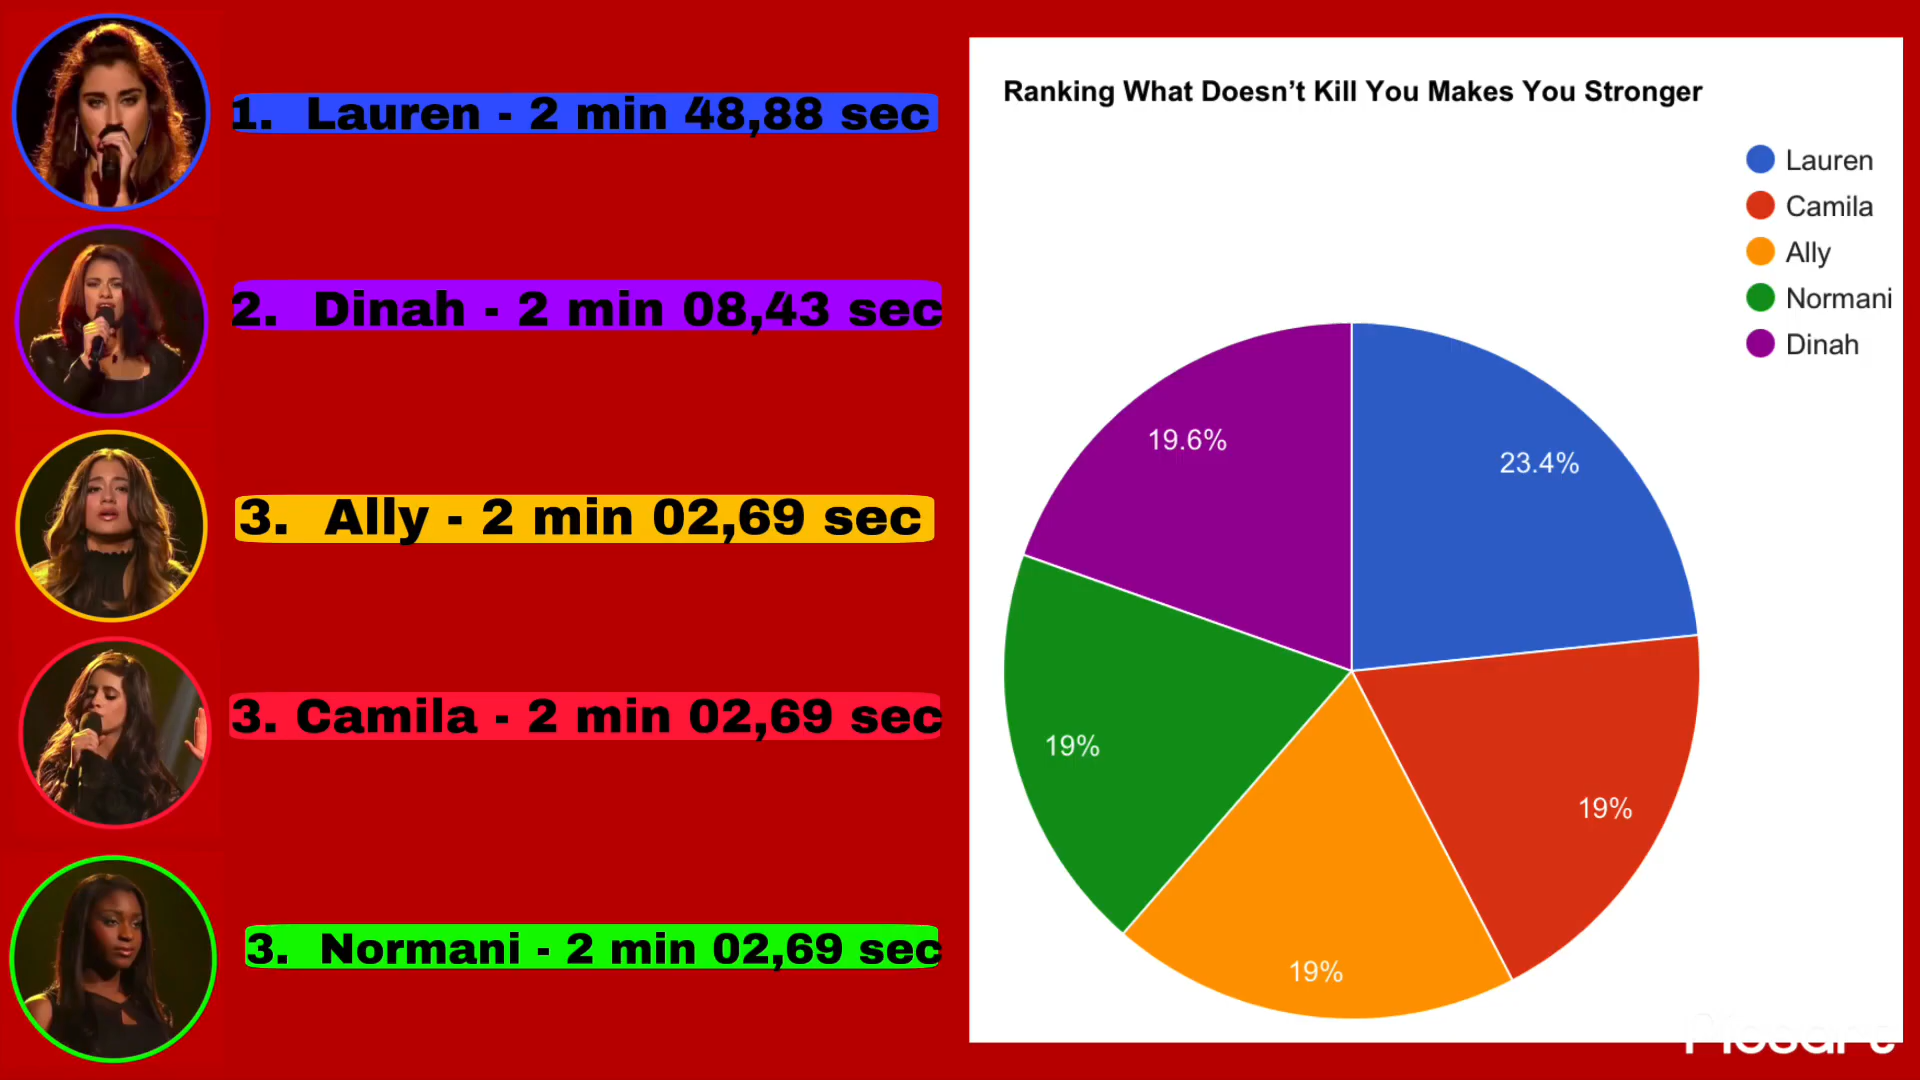 1. Lauren - 2 min 48,88 sec
2. Dinah - 2 min 08,43 sec
3. Ally - 2 min 02,69 sec
3. Camila - 2 min 02,69 sec
3. Normani - 2 min 02,69 sec
Ranking What Doesn’t Kill You Makes You Stronger
Lauren
Camila
Ally
Normani
Dinah
19.6%
23.4%
19%
19%
19%
Picsart